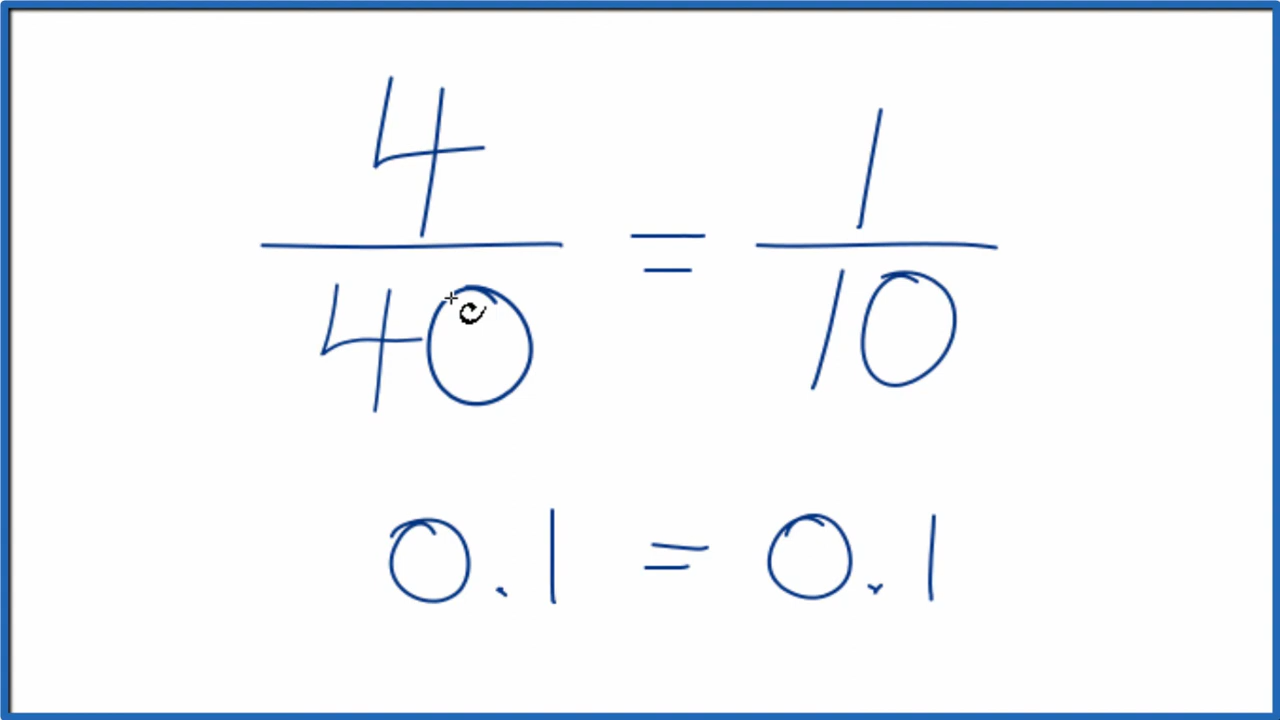 4/40 = 1/10
0.1 = 0.1